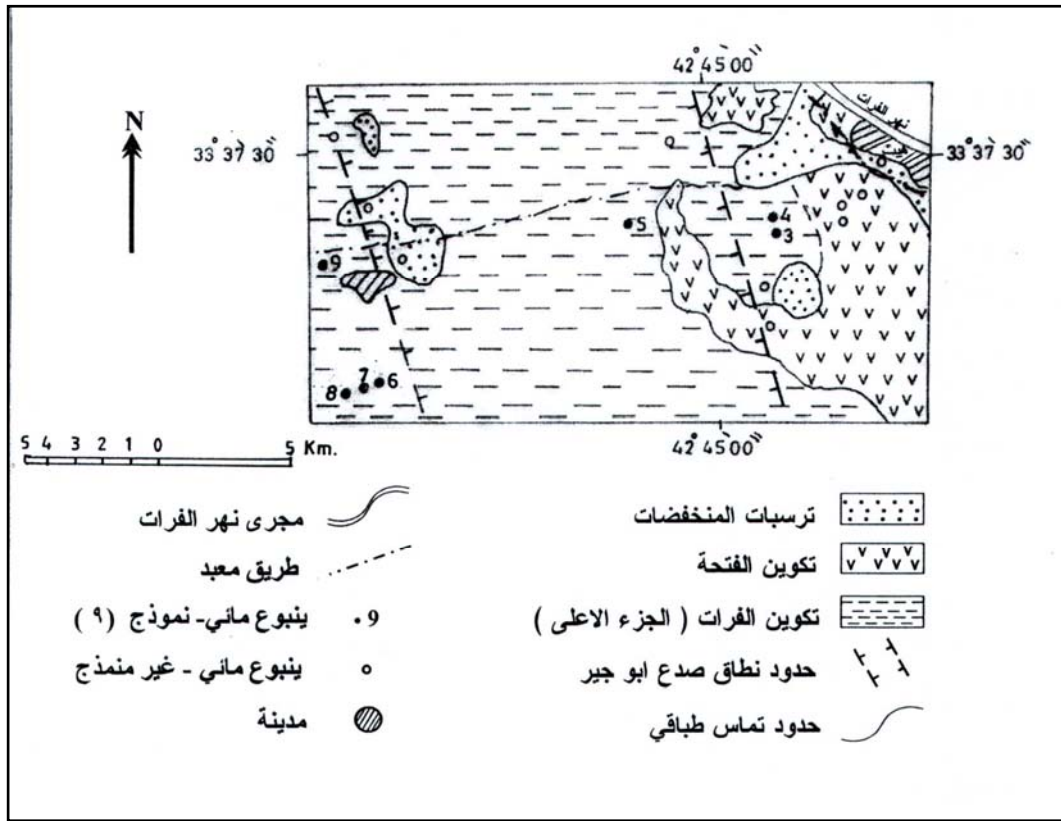 42° 45' 00"
N
33° 37' 30"
33° 37' 30"
نهر الفرات
هيت
4
3
5
9
7
6
8
42° 45' 00"
5 4 3 2 1 0 5 Km.
ترسبات المنخفضات
تكوين الفتحة
تكوين الفرات ( الجزء الاعلى )
حدود نطاق صدع ابو جير
حدود تماس طباقي
مجرى نهر الفرات
طريق معبد
ينبوع مائي- نموذج ( ٩ )
9
ينبوع مائي - غير منمذج
مدينة